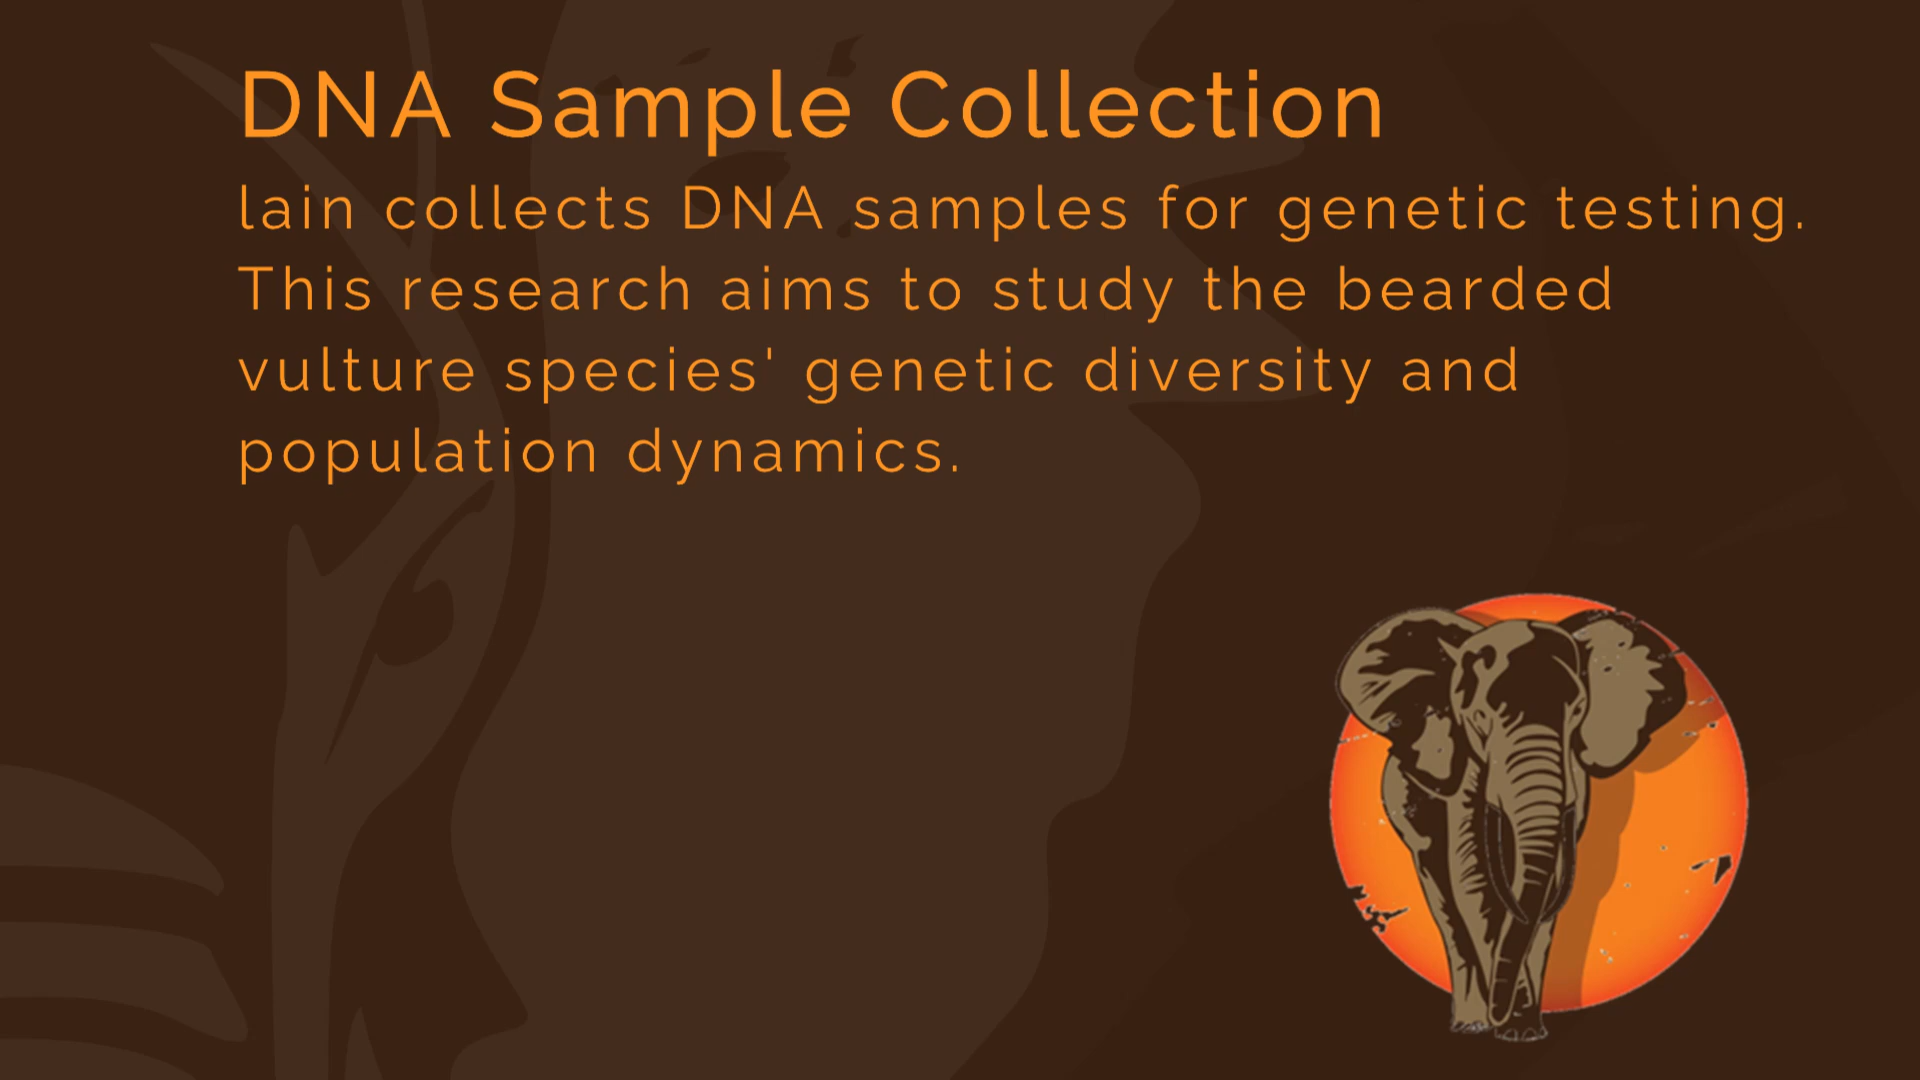 DNA Sample Collection
lain collects DNA samples for genetic testing.
This research aims to study the bearded
vulture species' genetic diversity and
population dynamics.